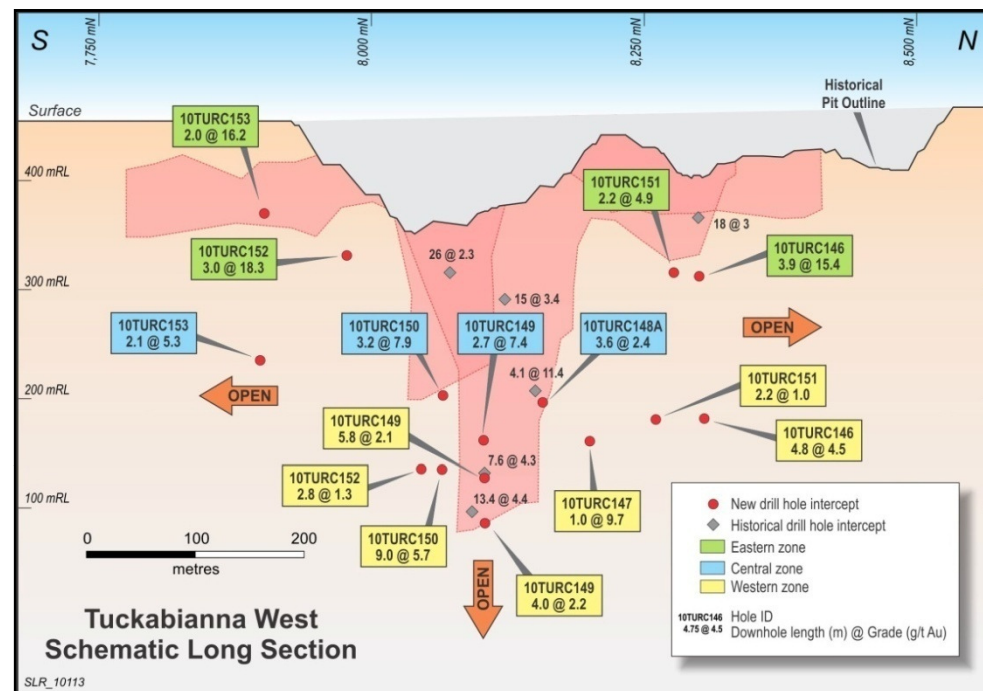 7,750 mN
8,000 mN
8,250 mN
8,500 mN
S
N
Surface
Historical
Pit Outline
10TURC153
2.0 @ 16.2
400 mRL
10TURC151
2.2 @ 4.9
18 @ 3
10TURC152
3.0 @ 18.3
26 @ 2.3
10TURC146
3.9 @ 15.4
300 mRL
15 @ 3.4
10TURC153
2.1 @ 5.3
10TURC150
3.2 @ 7.9
10TURC149
2.7 @ 7.4
10TURC148A
3.6 @ 2.4
OPEN
4.1 @ 11.4
200 mRL
OPEN
10TURC151
2.2 @ 1.0
10TURC149
5.8 @ 2.1
10TURC146
4.8 @ 4.5
7.6 @ 4.3
10TURC152
2.8 @ 1.3
10TURC147
1.0 @ 9.7
100 mRL
13.4 @ 4.4
10TURC150
9.0 @ 5.7
OPEN
10TURC149
4.0 @ 2.2
0 100 200
metres
Tuckabianna West
Schematic Long Section
SLR_10113
New drill hole intercept
Historical drill hole intercept
Eastern zone
Central zone
Western zone
10TURC146 Hole ID
4.75 @ 4.5 Downhole length (m) @ Grade (g/t Au)